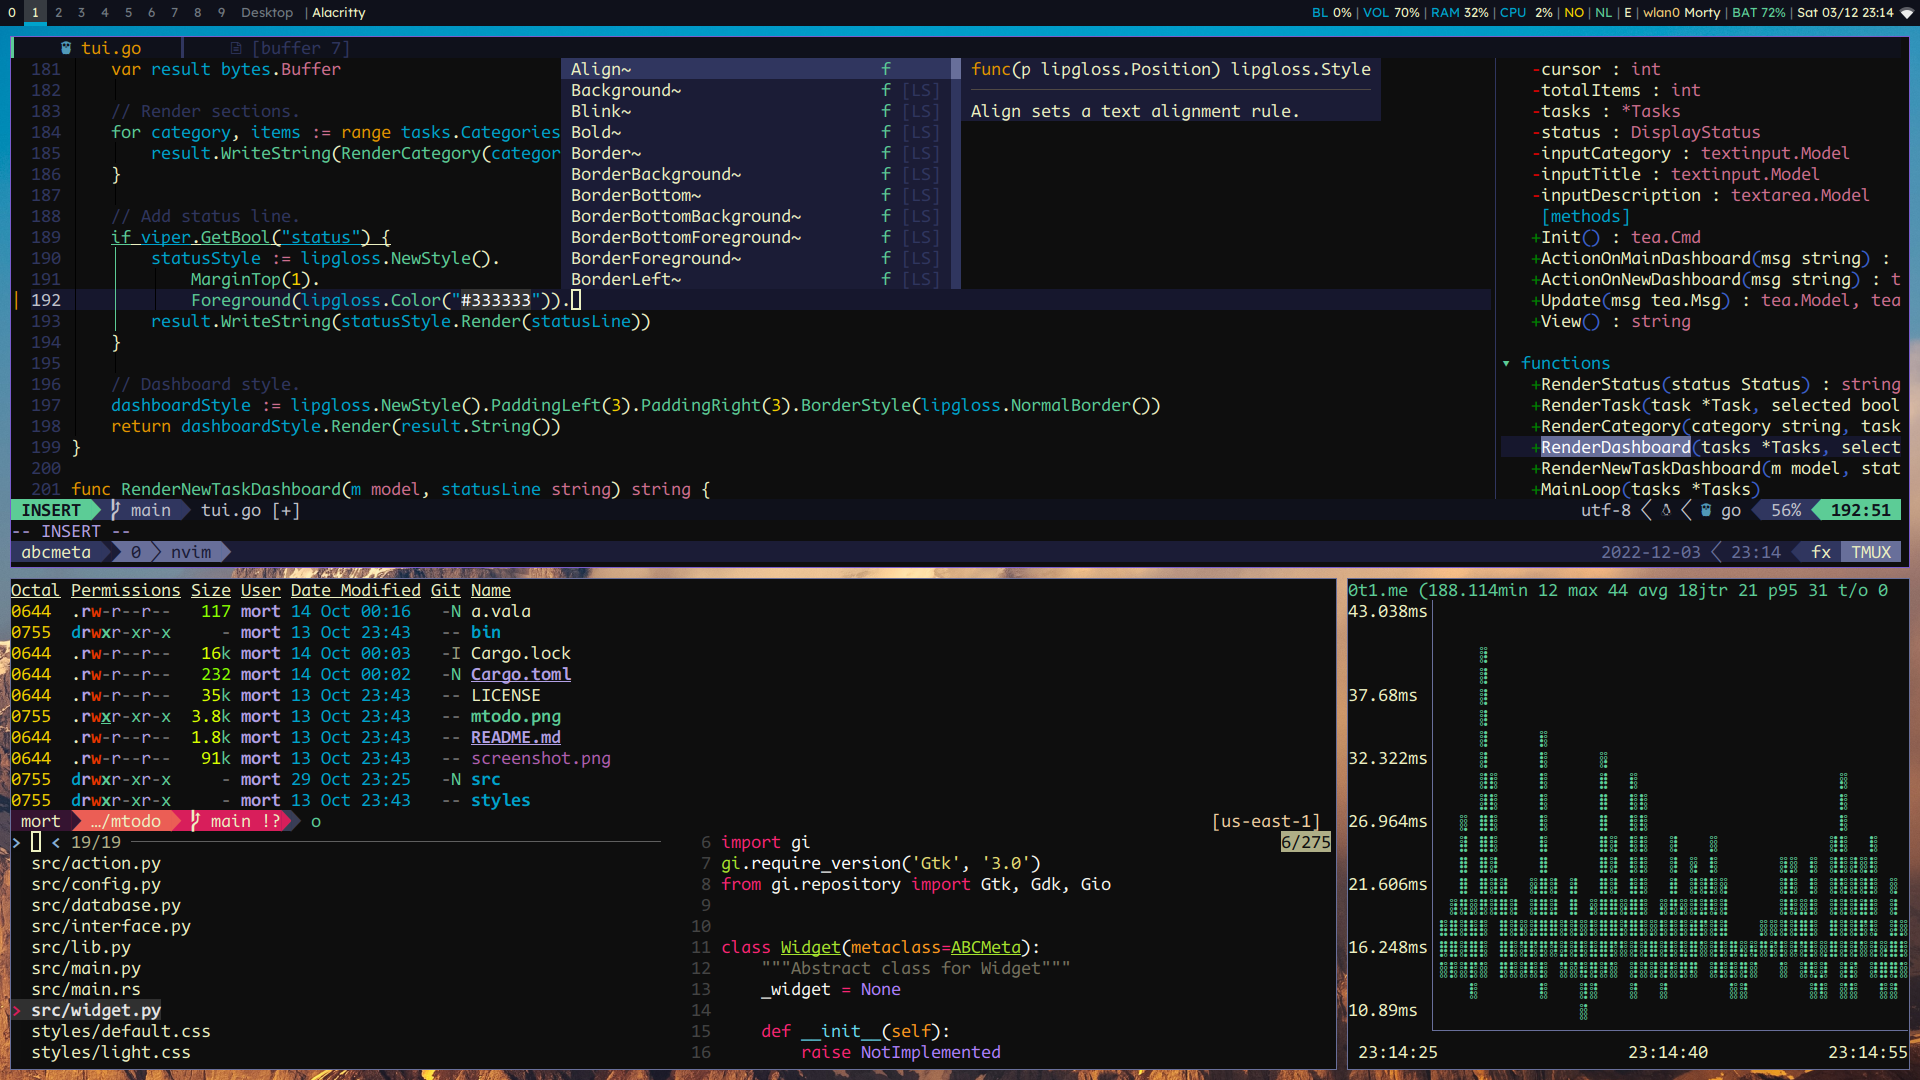 0 1 2 3 4 5 6 7 8 9 Desktop | Alacritty
BL 0% | VOL 70% | RAM 32% | CPU 2% | NO | NL | E | wlan0 Morty | BAT 72% | Sat 03/12 23:14
tui.go [buffer 7]
181 var result bytes.Buffer
182
183 // Render sections.
184 for category, items := range tasks.Categories
185 result.WriteString(RenderCategory(categor
186 }
187
188 // Add status line.
189 if viper.GetBool("status") {
190 statusStyle := lipgloss.NewStyle().
191 MarginTop(1).
192 Foreground(lipgloss.Color("#333333")).
193 result.WriteString(statusStyle.Render(statusLine))
194 }
195
196 // Dashboard style.
197 dashboardStyle := lipgloss.NewStyle().PaddingLeft(3).PaddingRight(3).BorderStyle(lipgloss.NormalBorder())
198 return dashboardStyle.Render(result.String())
199 }
200
201 func RenderNewTaskDashboard(m model, statusLine string) string {
Align~ f
Background~ f [LS]
Blink~ f [LS]
Bold~ f [LS]
Border~ f [LS]
BorderBackground~ f [LS]
BorderBottom~ f [LS]
BorderBottomBackground~ f [LS]
BorderBottomForeground~ f [LS]
BorderForeground~ f [LS]
BorderLeft~ f [LS]
func(p lipgloss.Position) lipgloss.Style
Align sets a text alignment rule.
-cursor : int
-totalItems : int
-tasks : *Tasks
-status : DisplayStatus
-inputCategory : textinput.Model
-inputTitle : textinput.Model
-inputDescription : textarea.Model
[methods]
+Init() : tea.Cmd
+ActionOnMainDashboard(msg string) :
+ActionOnNewDashboard(msg string) : t
+Update(msg tea.Msg) : tea.Model, tea
+View() : string
▾ functions
+RenderStatus(status Status) : string
+RenderTask(task *Task, selected bool
+RenderCategory(category string, task
+RenderDashboard(tasks *Tasks, select
+RenderNewTaskDashboard(m model, stat
+MainLoop(tasks *Tasks)
INSERT main tui.go [+] utf-8 go 56% 192:51
-- INSERT --
abcmeta 0 nvim 2022-12-03 23:14 fx TMUX
Octal Permissions Size User Date Modified Git Name
0644 .rw-r--r-- 117 mort 14 Oct 00:16 -N a.vala
0755 drwxr-xr-x - mort 13 Oct 23:43 -- bin
0644 .rw-r--r-- 16k mort 14 Oct 00:03 -I Cargo.lock
0644 .rw-r--r-- 232 mort 14 Oct 00:02 -N Cargo.toml
0644 .rw-r--r-- 35k mort 13 Oct 23:43 -- LICENSE
0755 .rwxr-xr-x 3.8k mort 13 Oct 23:43 -- mtodo.png
0644 .rw-r--r-- 1.8k mort 13 Oct 23:43 -- README.md
0644 .rw-r--r-- 91k mort 13 Oct 23:43 -- screenshot.png
0755 drwxr-xr-x - mort 29 Oct 23:25 -N src
0755 drwxr-xr-x - mort 13 Oct 23:43 -- styles
mort …/mtodo main !? o [us-east-1]
> < 19/19
src/action.py
src/config.py
src/database.py
src/interface.py
src/lib.py
src/main.py
src/main.rs
> src/widget.py
styles/default.css
styles/light.css
6 import gi 6/275
7 gi.require_version('Gtk', '3.0')
8 from gi.repository import Gtk, Gdk, Gio
9
10
11 class Widget(metaclass=ABCMeta):
12 """Abstract class for Widget"""
13 _widget = None
14
15 def __init__(self):
16 raise NotImplemented
0t1.me (188.114min 12 max 44 avg 18jtr 21 p95 31 t/o 0
43.038ms
37.68ms
32.322ms
26.964ms
21.606ms
16.248ms
10.89ms
23:14:25 23:14:40 23:14:55